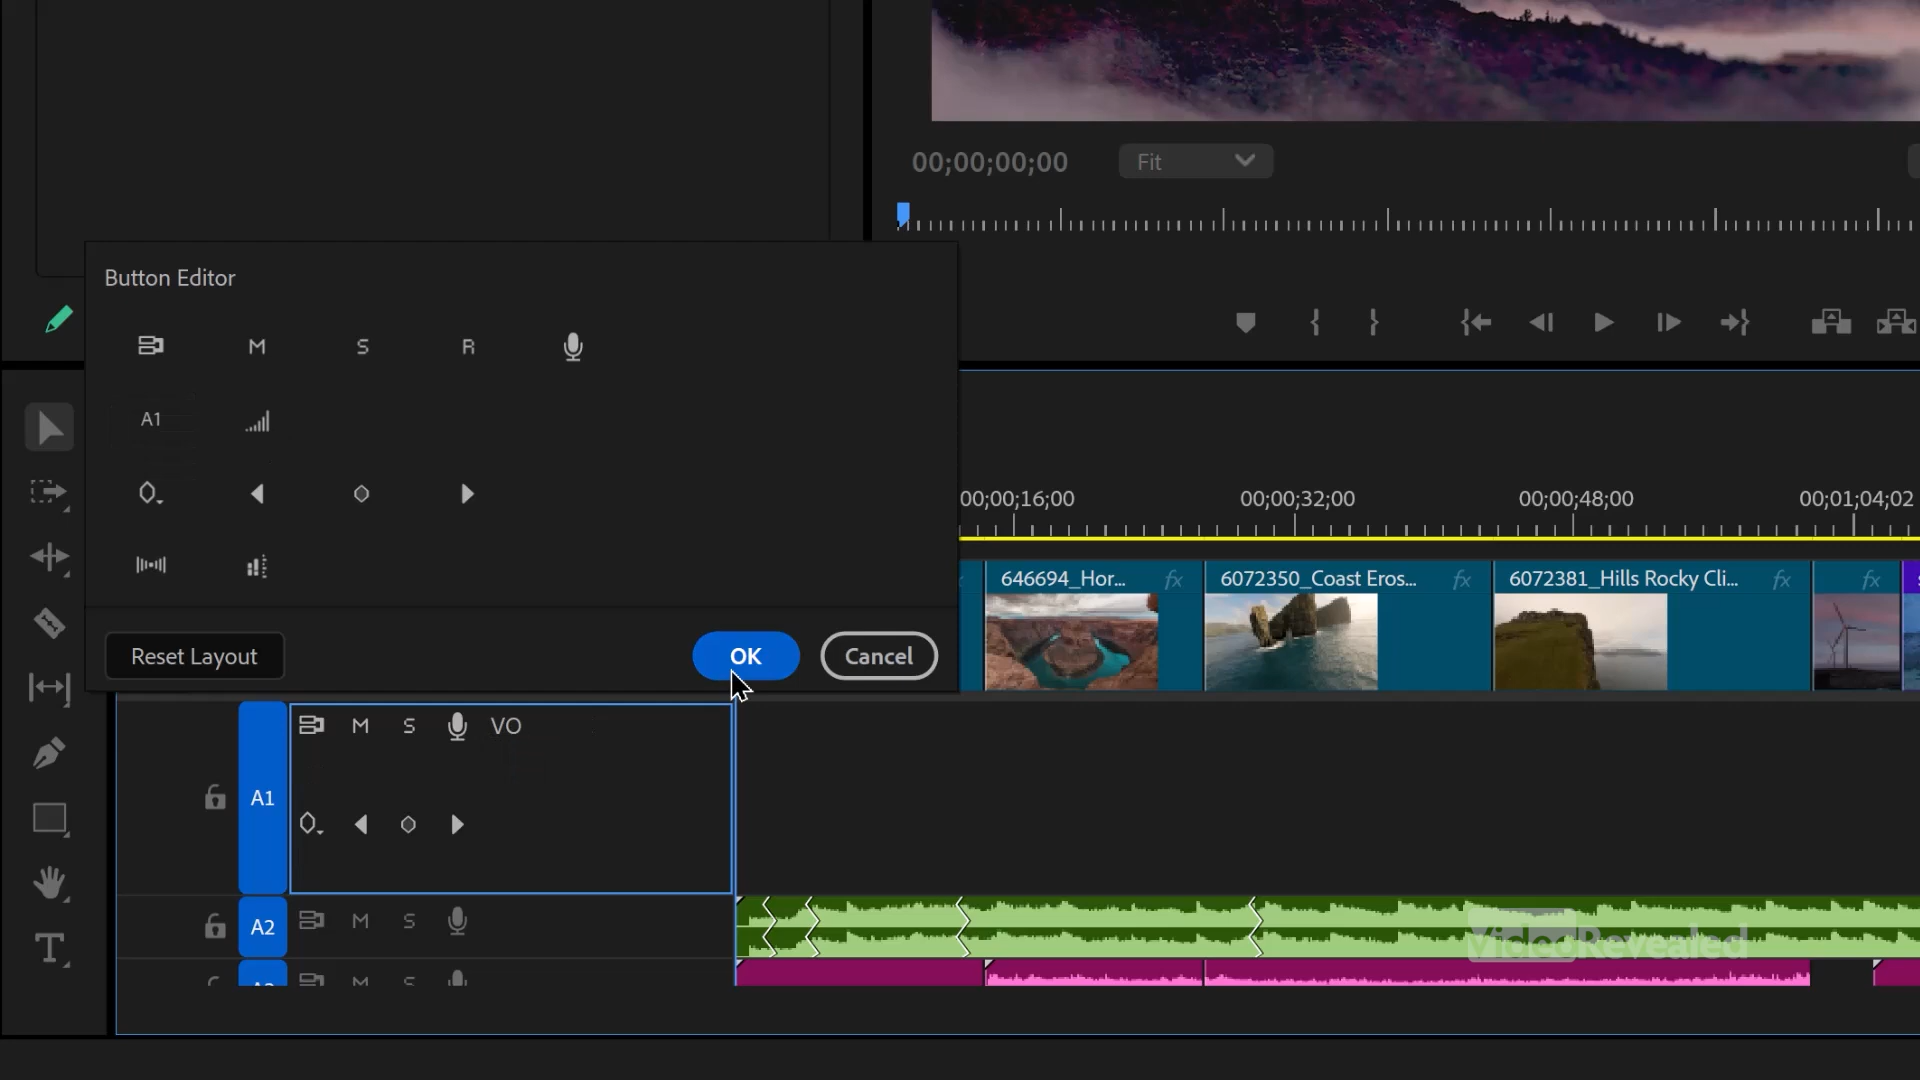 00;00;00;00
Fit
Button Editor
M S R
A1
Reset Layout
OK
Cancel
00;00;16;00
00;00;32;00
00;00;48;00
00;01;04;02
646694_Hor... fx
6072350_Coast Eros... fx
6072381_Hills Rocky Cli... fx
fx
A1
M S VO
A2
M S
VideoRevealed
M S
T